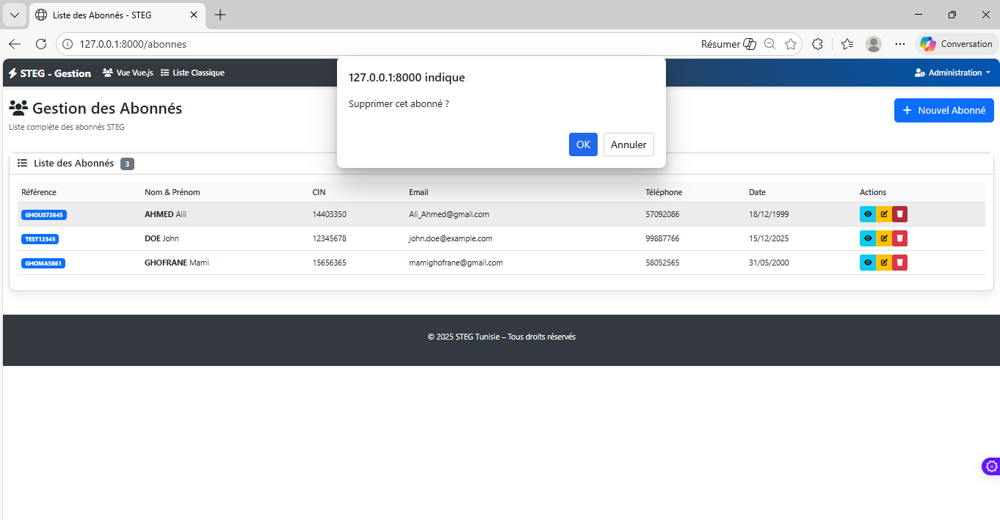 Liste des Abonnés - STEG
127.0.0.1:8000/abonnes
Résumer
Conversation
STEG - Gestion
Vue Vue.js
Liste Classique
Administration
127.0.0.1:8000 indique
Supprimer cet abonné ?
OK
Annuler
Gestion des Abonnés
Liste complète des abonnés STEG
Nouvel Abonné
Liste des Abonnés 3
Référence Nom & Prénom CIN Email Téléphone Date Actions
GHOUS72645 AHMED Alii 14403350 Ali_Ahmed@gmail.com 57092086 18/12/1999
TEST12345 DOE John 12345678 john.doe@example.com 99887766 15/12/2025
GHOMA5861 GHOFRANE Mami 15656365 mamighofrane@gmail.com 58052565 31/05/2000
© 2025 STEG Tunisie – Tous droits réservés